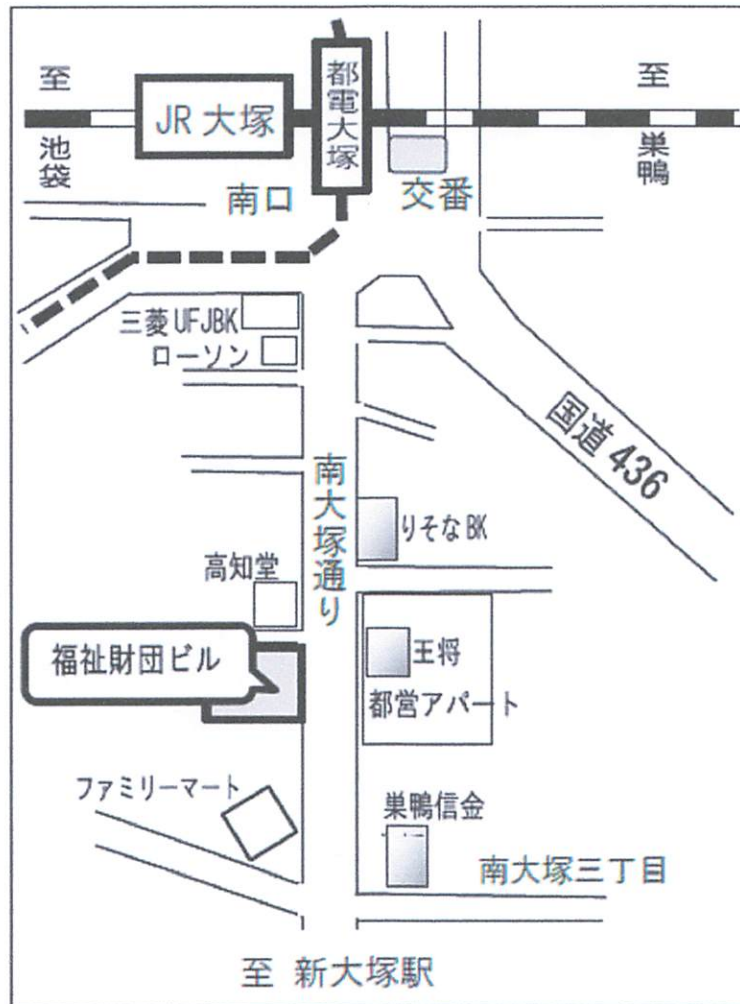 至
池袋
JR 大塚
都電大塚
至
巣鴨
南口
交番
三菱 UFJBK
ローソン
国道 436
南大塚通り
りそな BK
高知堂
福祉財団ビル
王将
都営アパート
ファミリーマート
巣鴨信金
南大塚三丁目
至 新大塚駅